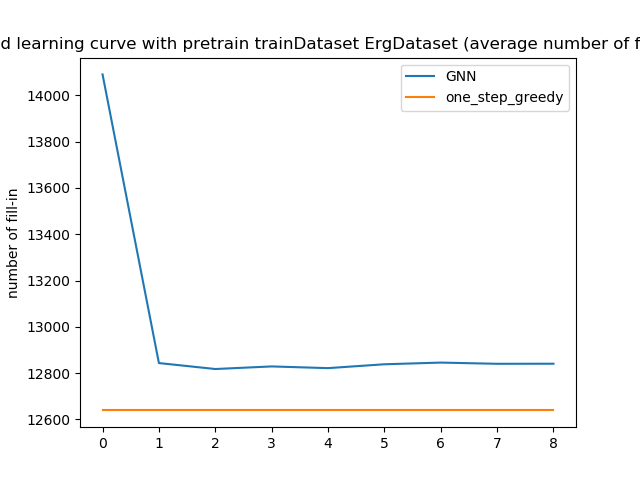 d learning curve with pretrain trainDataset ErgDataset (average number of f
GNN
one_step_greedy
number of fill-in
14000
13800
13600
13400
13200
13000
12800
12600
0 1 2 3 4 5 6 7 8